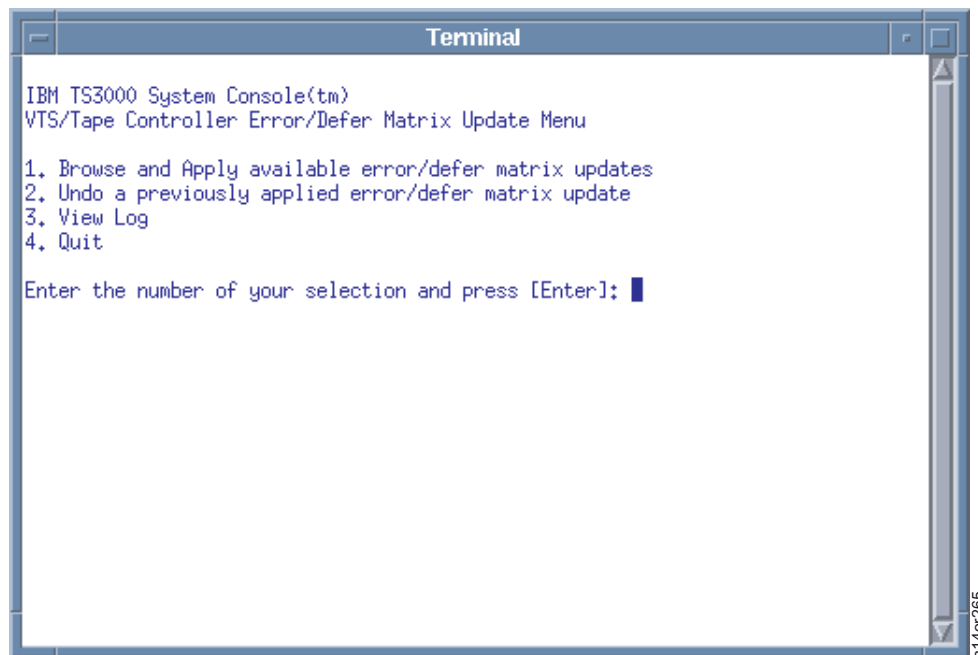 Terminal
IBM TS3000 System Console(tm)
VTS/Tape Controller Error/Defer Matrix Update Menu
1. Browse and Apply available error/defer matrix updates
2. Undo a previously applied error/defer matrix update
3. View Log
4. Quit
Enter the number of your selection and press [Enter]: